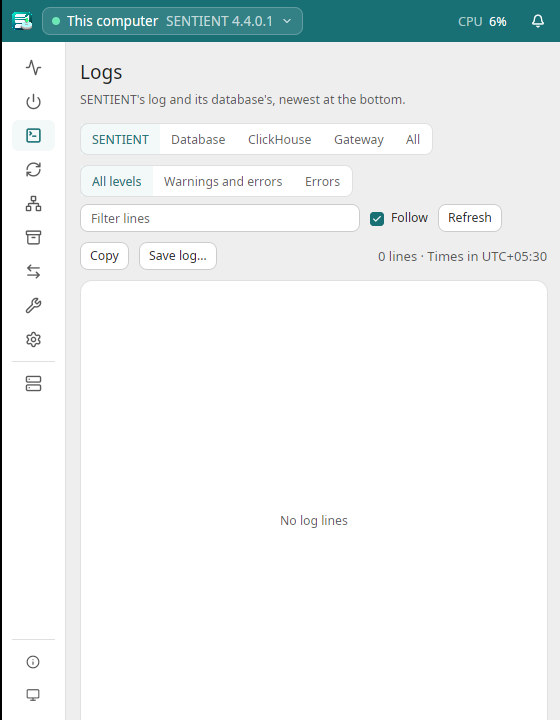 This computer SENTIENT 4.4.0.1 CPU 6%
Logs
SENTIENT's log and its database's, newest at the bottom.
SENTIENT Database ClickHouse Gateway All
All levels Warnings and errors Errors
Filter lines Follow Refresh
Copy Save log... 0 lines · Times in UTC+05:30
No log lines